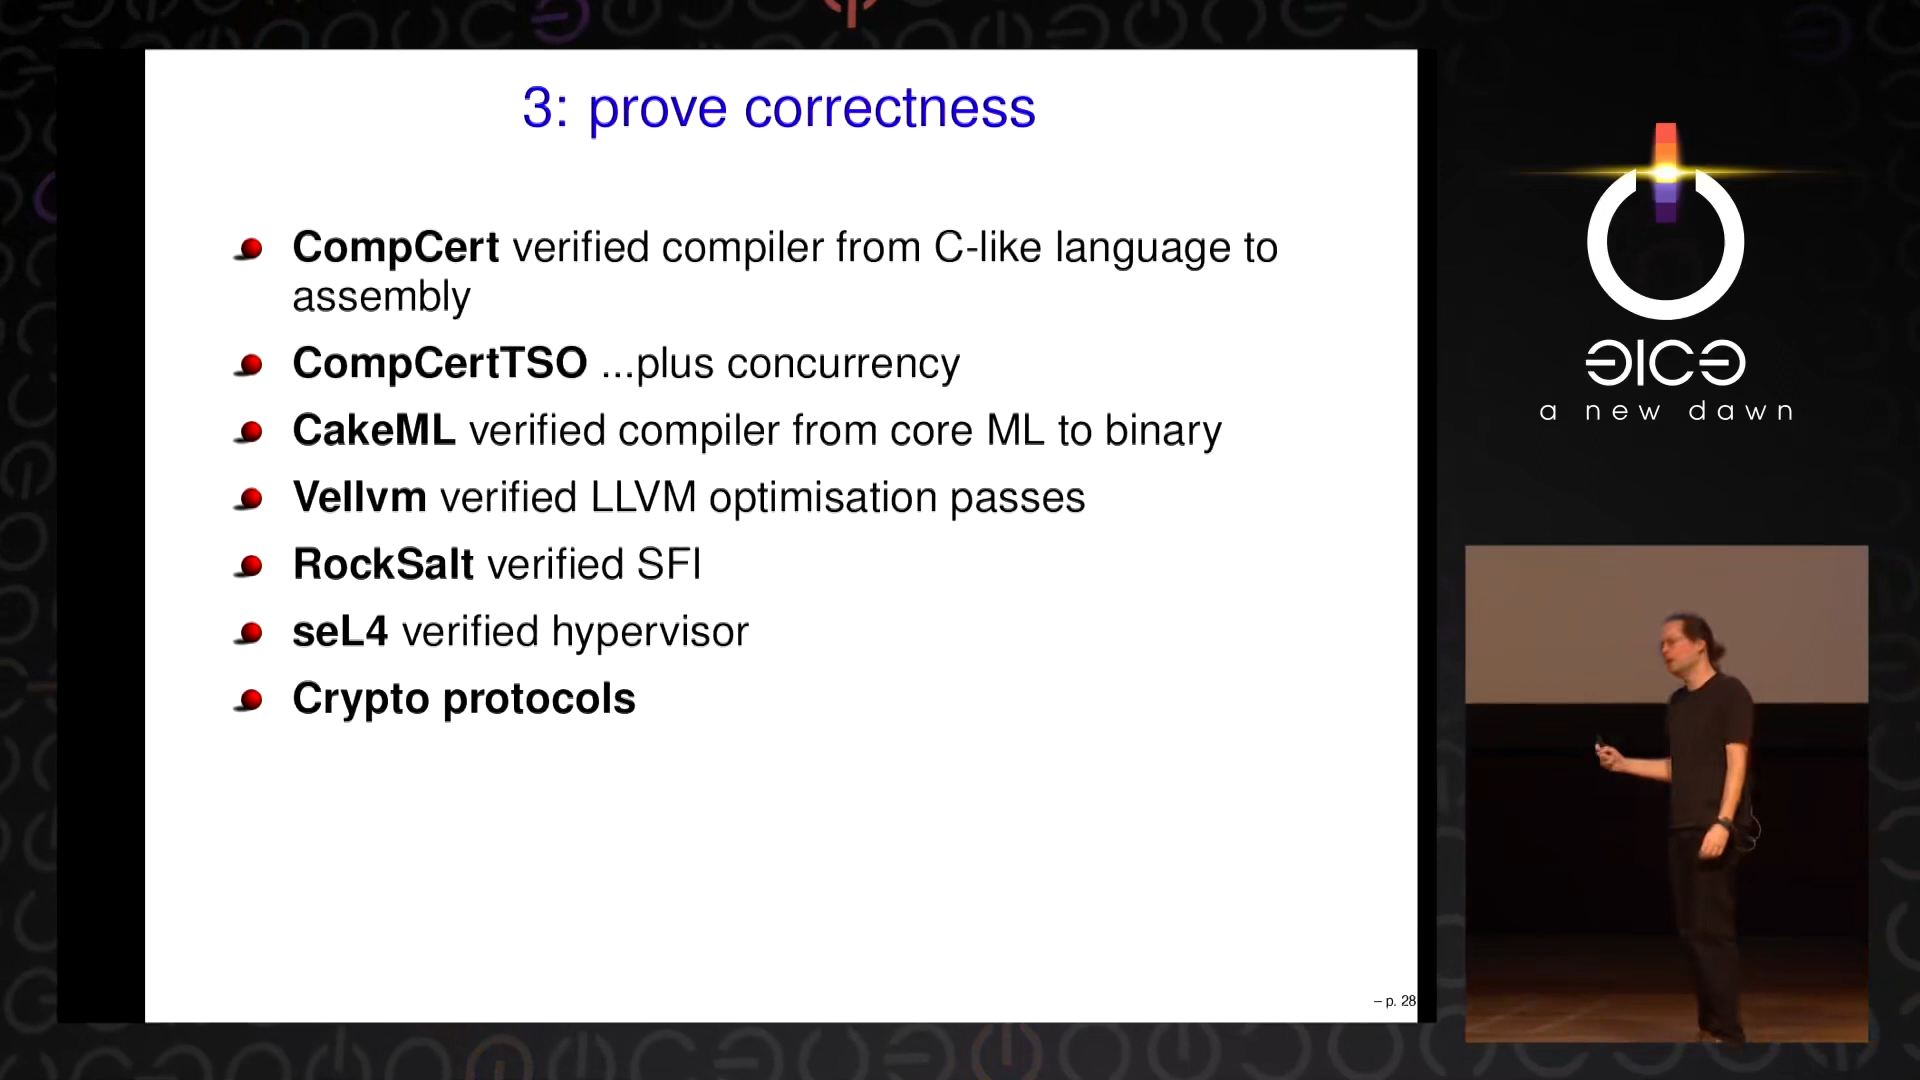 3: prove correctness
CompCert verified compiler from C-like language to
assembly
CompCertTSO ...plus concurrency
CakeML verified compiler from core ML to binary
Vellvm verified LLVM optimisation passes
RockSalt verified SFI
seL4 verified hypervisor
Crypto protocols
– p. 28
ƎICƎ
a new dawn